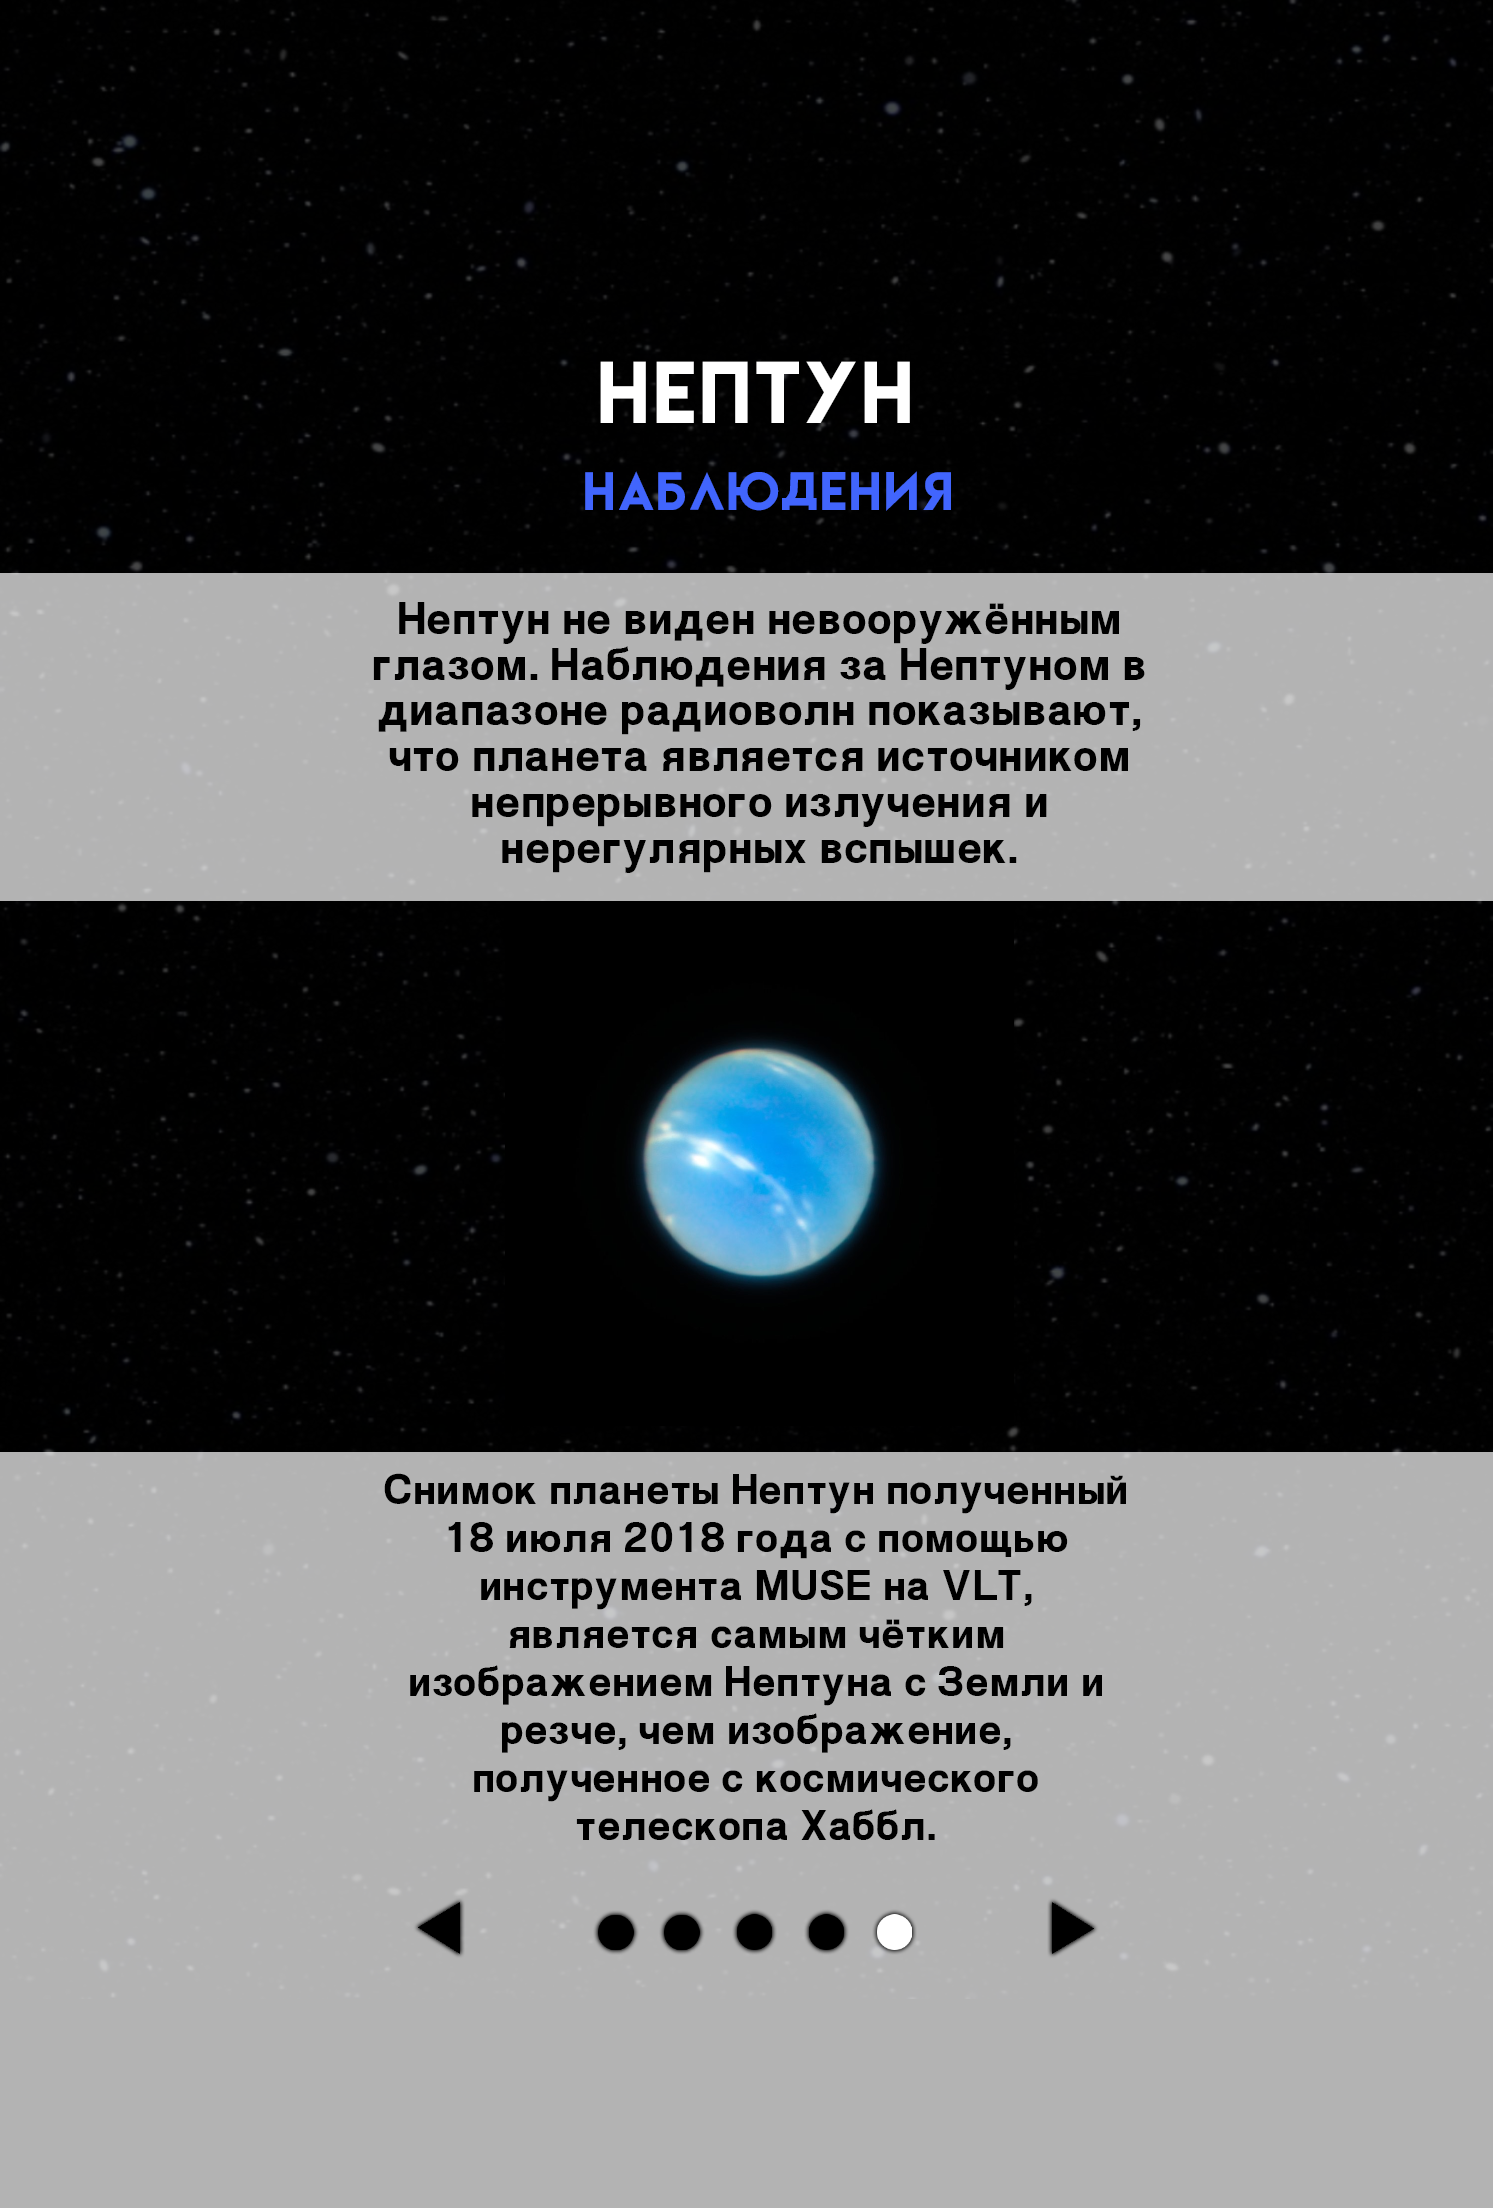 НЕПТУН
НАБЛЮДЕНИЯ
Нептун не виден невооружённым
глазом. Наблюдения за Нептуном в
диапазоне радиоволн показывают,
что планета является источником
непрерывного излучения и
нерегулярных вспышек.
Снимок планеты Нептун полученный
18 июля 2018 года с помощью
инструмента MUSE на VLT,
является самым чётким
изображением Нептуна с Земли и
резче, чем изображение,
полученное с космического
телескопа Хаббл.